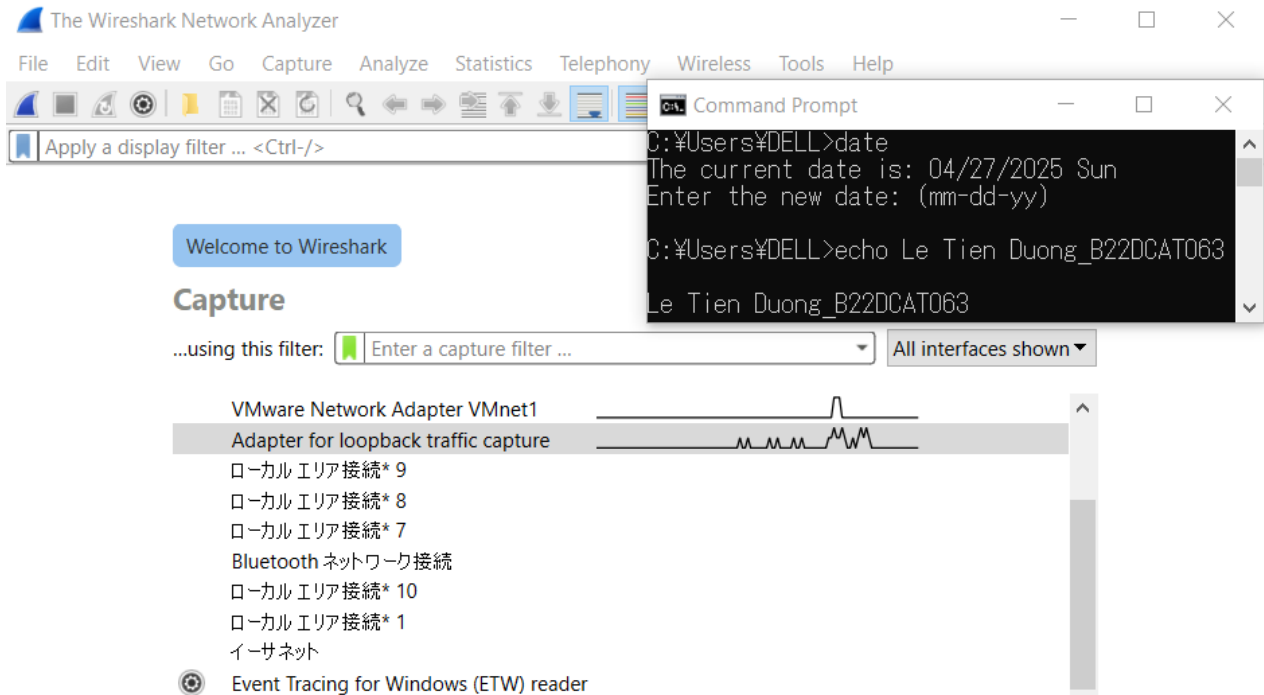 The Wireshark Network Analyzer
File Edit View Go Capture Analyze Statistics Telephony Wireless Tools Help
Apply a display filter ... <Ctrl-/>
Command Prompt
C:¥Users¥DELL>date
The current date is: 04/27/2025 Sun
Enter the new date: (mm-dd-yy)
C:¥Users¥DELL>echo Le Tien Duong_B22DCAT063
Le Tien Duong_B22DCAT063
Welcome to Wireshark
Capture
...using this filter: Enter a capture filter ... All interfaces shown
VMware Network Adapter VMnet1
Adapter for loopback traffic capture
ローカル エリア接続* 9
ローカル エリア接続* 8
ローカル エリア接続* 7
Bluetooth ネットワーク接続
ローカル エリア接続* 10
ローカル エリア接続* 1
イーサネット
Event Tracing for Windows (ETW) reader